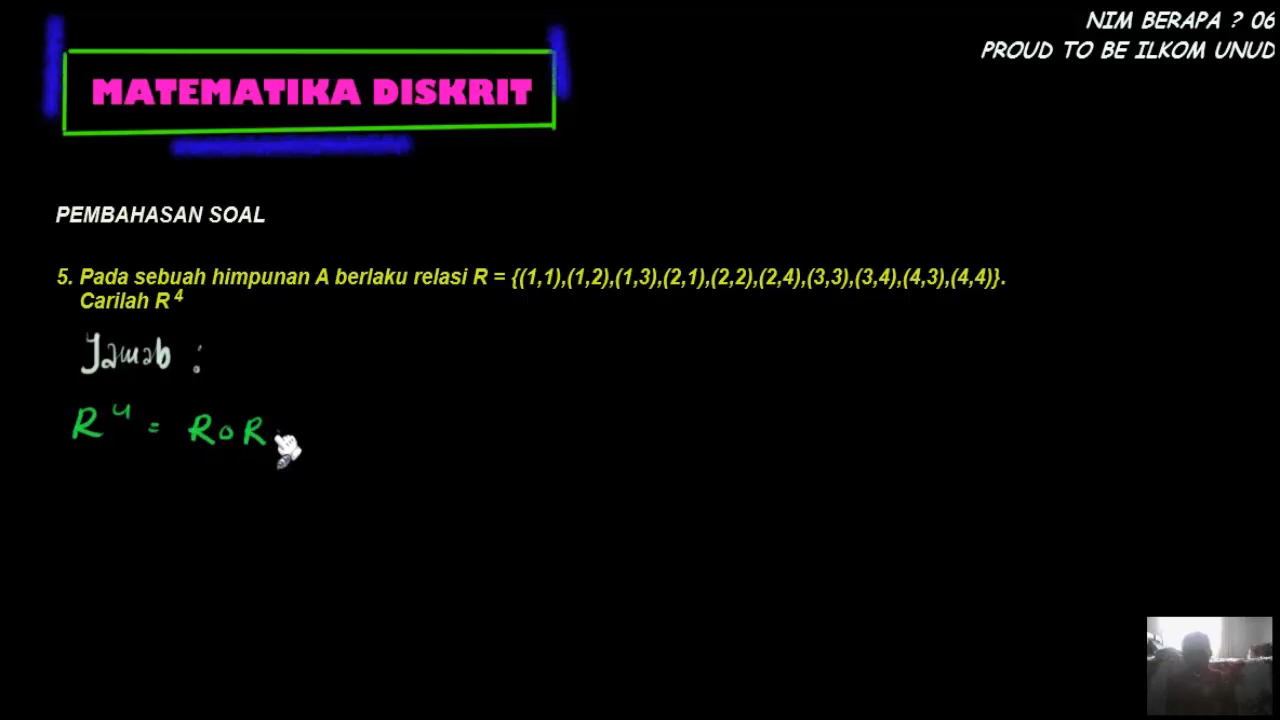 NIM BERAPA ? 06
PROUD TO BE ILKOM UNUD
MATEMATIKA DISKRIT
PEMBAHASAN SOAL
5. Pada sebuah himpunan A berlaku relasi R = {(1,1),(1,2),(1,3),(2,1),(2,2),(2,4),(3,3),(3,4),(4,3),(4,4)}.
Carilah R⁴
Jawab :
R⁴ = R o R